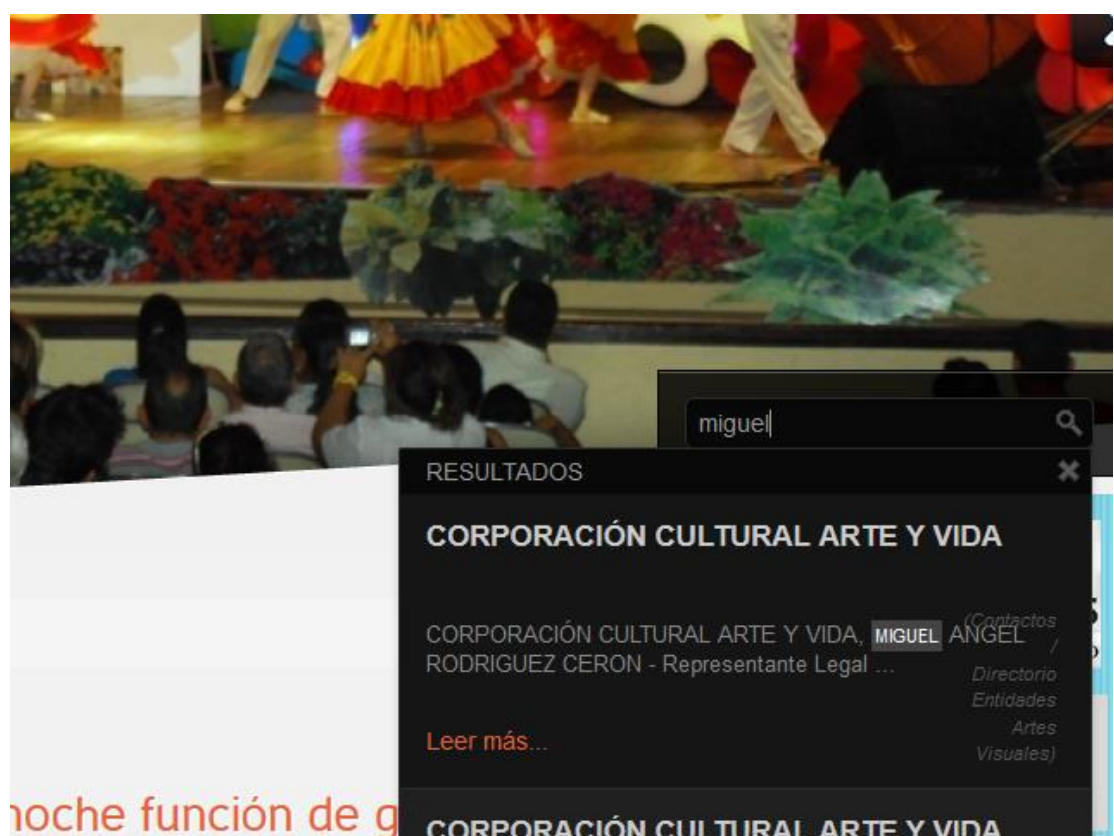 miguel
RESULTADOS
CORPORACIÓN CULTURAL ARTE Y VIDA
CORPORACIÓN CULTURAL ARTE Y VIDA, MIGUEL ANGEL
RODRIGUEZ CERON - Representante Legal ...
(Contactos
/
Directorio
Entidades
Artes
Visuales)
Leer más...
noche función de g
CORPORACIÓN CULTURAL ARTE Y VIDA